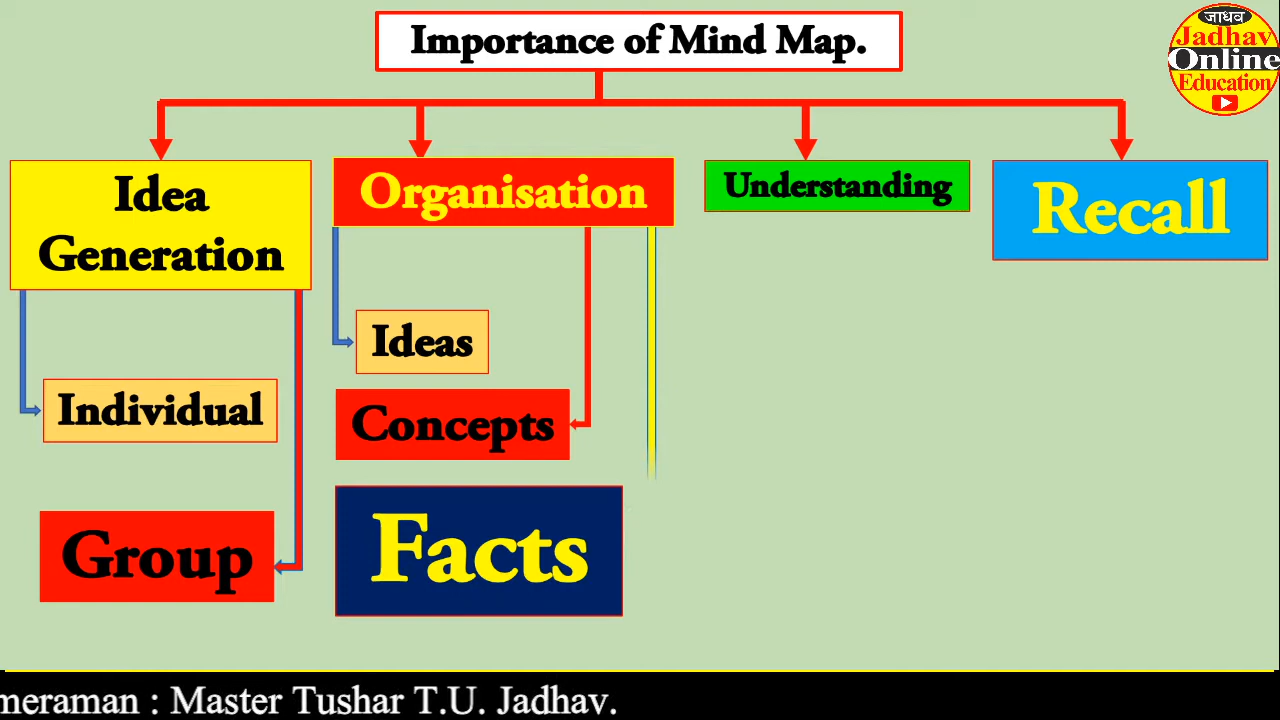 Importance of Mind Map.
जाधव
Jadhav
Online
Education
Idea
Generation
Organisation
Understanding
Recall
Ideas
Individual
Concepts
Group
Facts
meraman : Master Tushar T.U. Jadhav.